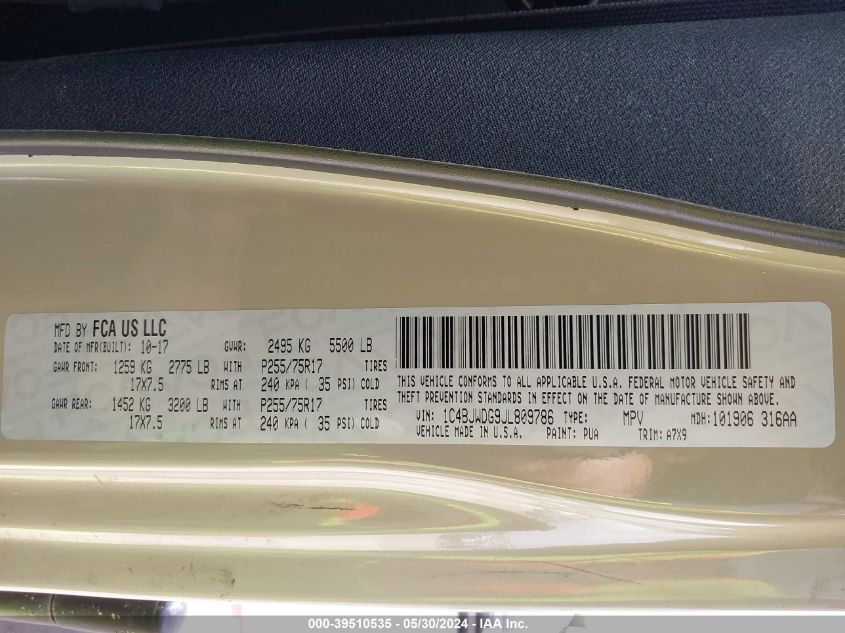 MFD BY FCA US LLC
DATE OF MFR(BUILT): 10-17 GVWR: 2495 KG 5500 LB
GAWR FRONT: 1259 KG 2775 LB WITH P255/75R17 TIRES
17X7.5 RIMS AT 240 KPA ( 35 PSI) COLD
GAWR REAR: 1452 KG 3200 LB WITH P255/75R17 TIRES
17X7.5 RIMS AT 240 KPA ( 35 PSI) COLD
THIS VEHICLE CONFORMS TO ALL APPLICABLE U.S.A. FEDERAL MOTOR VEHICLE SAFETY AND
THEFT PREVENTION STANDARDS IN EFFECT ON THE DATE OF MANUFACTURE SHOWN ABOVE.
VIN: 1C4BJWDG9JL809786 TYPE: MPV MDH:101906 316AA
VEHICLE MADE IN U.S.A. PAINT: PUA TRIM: A7X9
000-39510535 - 05/30/2024 - IAA Inc.